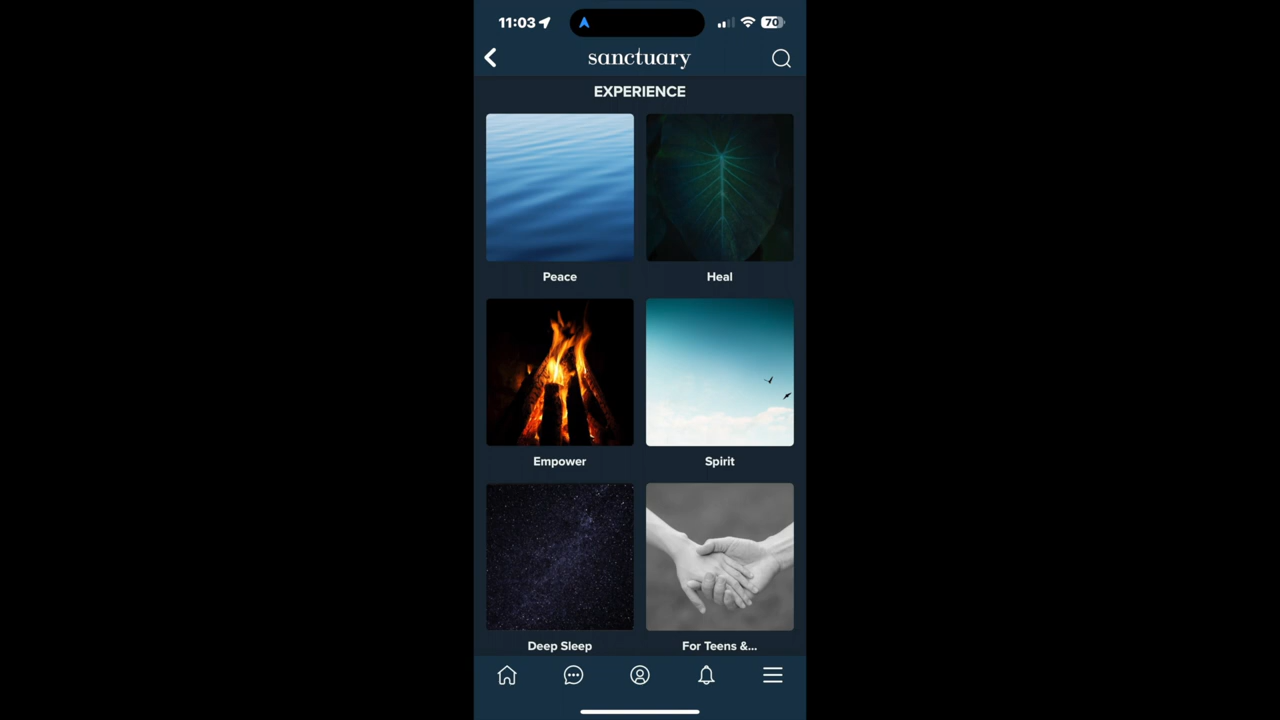 11:03
70
sanctuary
EXPERIENCE
Peace
Heal
Empower
Spirit
Deep Sleep
For Teens &...